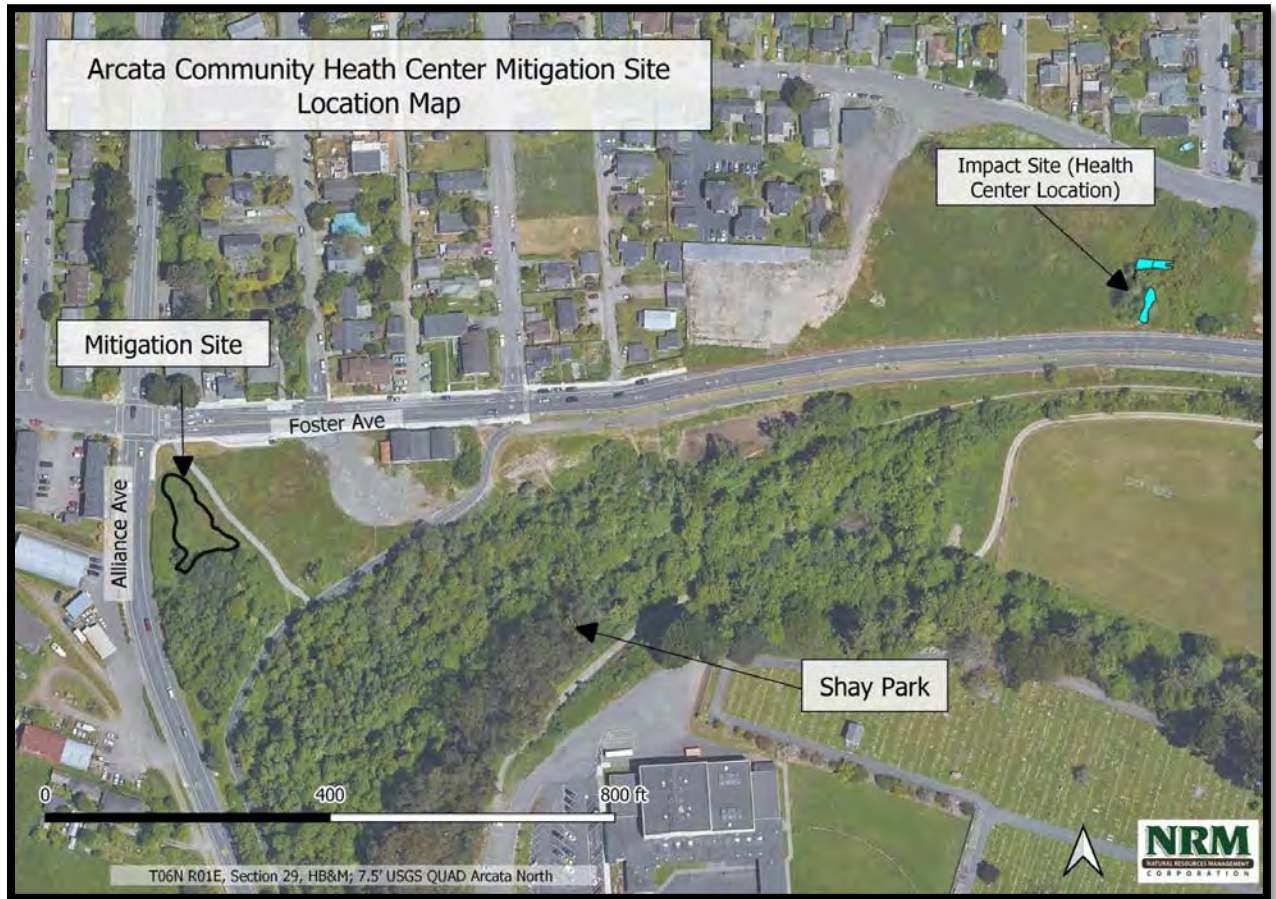 Arcata Community Heath Center Mitigation Site
Location Map
Impact Site (Health
Center Location)
Mitigation Site
Foster Ave
Alliance Ave
Shay Park
0 400 800 ft
T06N R01E, Section 29, HB&M; 7.5' USGS QUAD Arcata North
NRM
NATURAL RESOURCES MANAGEMENT
CORPORATION